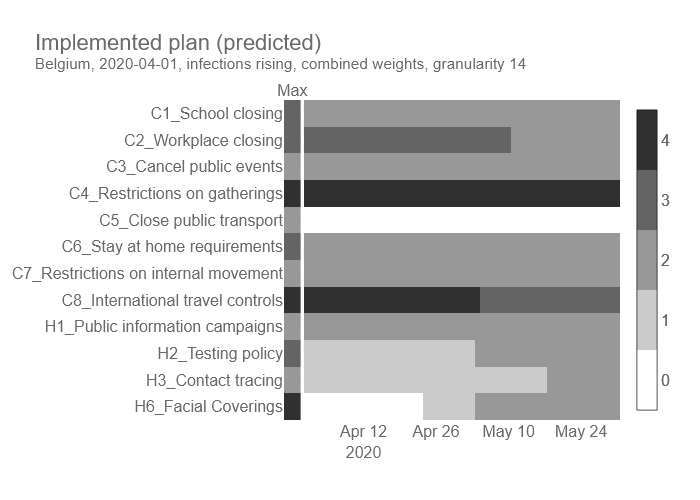 Implemented plan (predicted)
Belgium, 2020-04-01, infections rising, combined weights, granularity 14
Max
C1_School closing
C2_Workplace closing
C3_Cancel public events
C4_Restrictions on gatherings
C5_Close public transport
C6_Stay at home requirements
C7_Restrictions on internal movement
C8_International travel controls
H1_Public information campaigns
H2_Testing policy
H3_Contact tracing
H6_Facial Coverings
4
3
2
1
0
Apr 12 Apr 26 May 10 May 24
2020